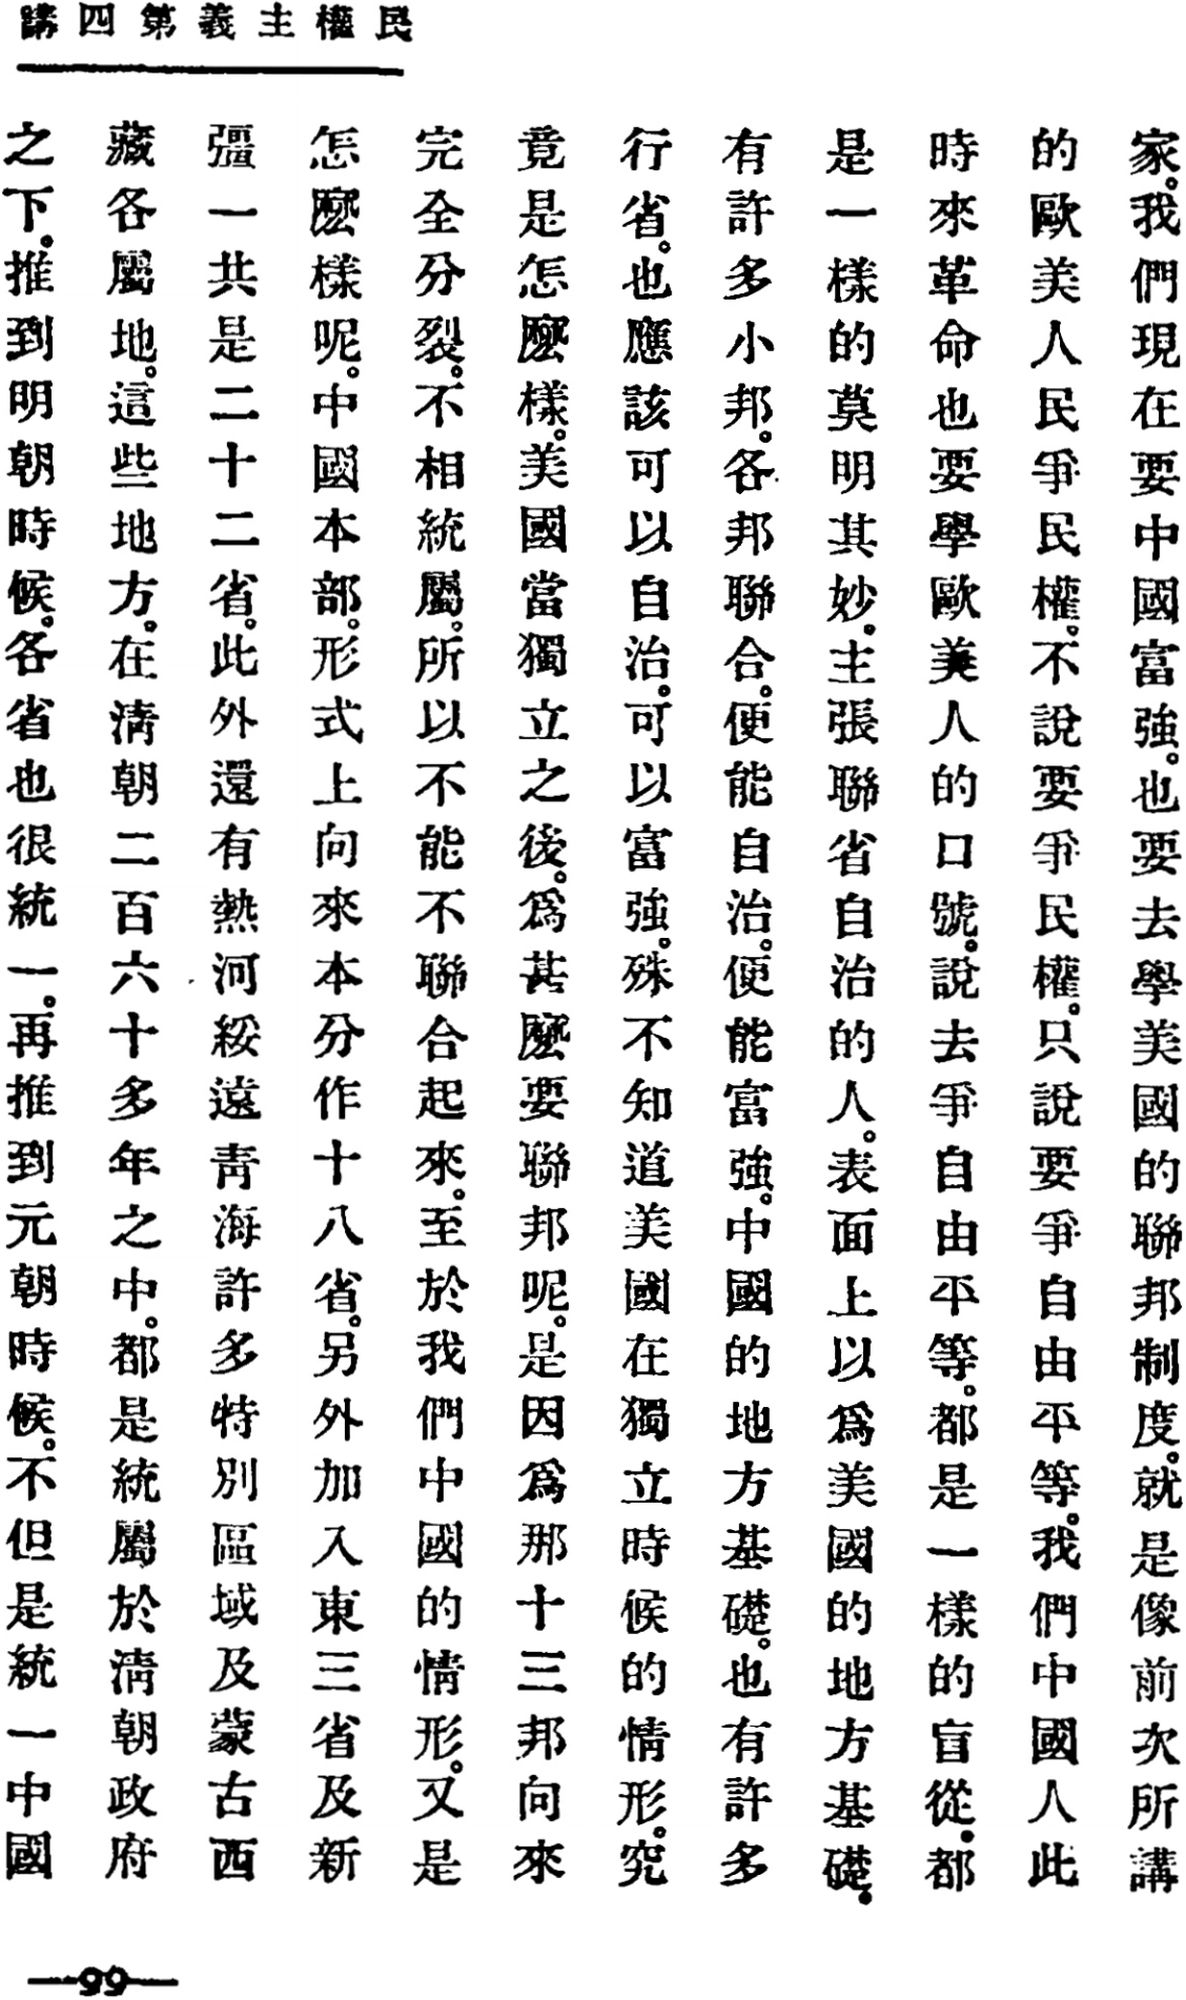 民權主義第四講
家。我們現在要中國富強。也要去學美國的聯邦制度。就是像前次所講
的歐美人民爭民權。不說要爭民權。只說要爭自由平等。我們中國人此
時來革命也要學歐美人的口號。說去爭自由平等。都是一樣的盲從。都
是一樣的莫明其妙。主張聯省自治的人。表面上以爲美國的地方基礎。
有許多小邦。各邦聯合。便能自治。便能富強。中國的地方基礎。也有許多
行省。也應該可以自治。可以富強。殊不知道美國在獨立時候的情形。究
竟是怎麼樣。美國當獨立之後。爲甚麼要聯邦呢。是因爲那十三邦向來
完全分裂。不相統屬。所以不能不聯合起來。至於我們中國的情形。又是
怎麼樣呢。中國本部。形式上向來本分作十八省。另外加入東三省及新
彊一共是二十二省。此外還有熱河綏遠靑海許多特別區域及蒙古西
藏各屬地。這些地方。在淸朝二百六十多年之中。都是統屬於淸朝政府
之下。推到明朝時候。各省也很統一。再推到元朝時候。不但是統一中國
99